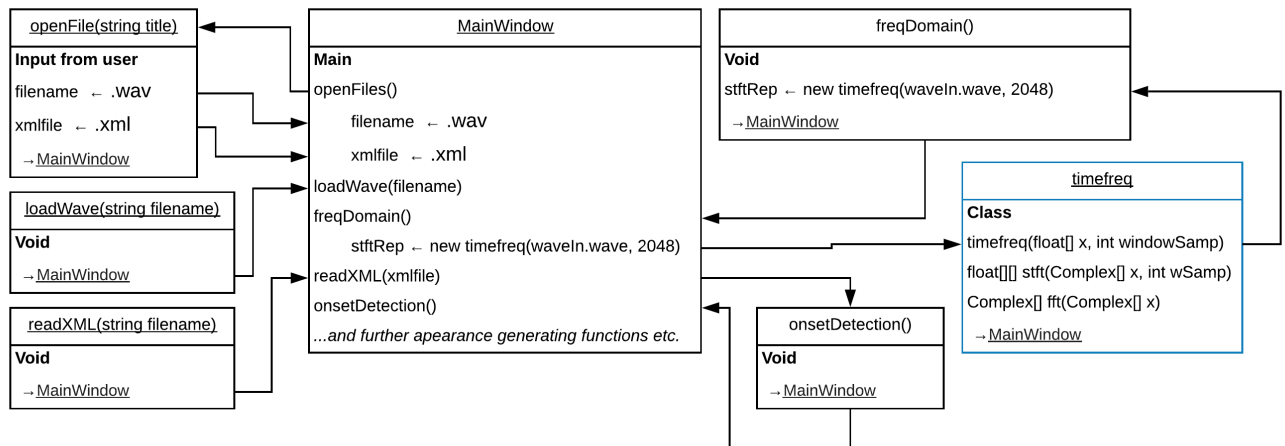 openFile(string title)
Input from user
filename ← .wav
xmlfile ← .xml
→MainWindow
loadWave(string filename)
Void
→MainWindow
readXML(string filename)
Void
→MainWindow
MainWindow
Main
openFiles()
filename ← .wav
xmlfile ← .xml
loadWave(filename)
freqDomain()
stftRep ← new timefreq(waveIn.wave, 2048)
readXML(xmlfile)
onsetDetection()
...and further apearance generating functions etc.
freqDomain()
Void
stftRep ← new timefreq(waveIn.wave, 2048)
→MainWindow
onsetDetection()
Void
→MainWindow
timefreq
Class
timefreq(float[] x, int windowSamp)
float[][] stft(Complex[] x, int wSamp)
Complex[] fft(Complex[] x)
→MainWindow